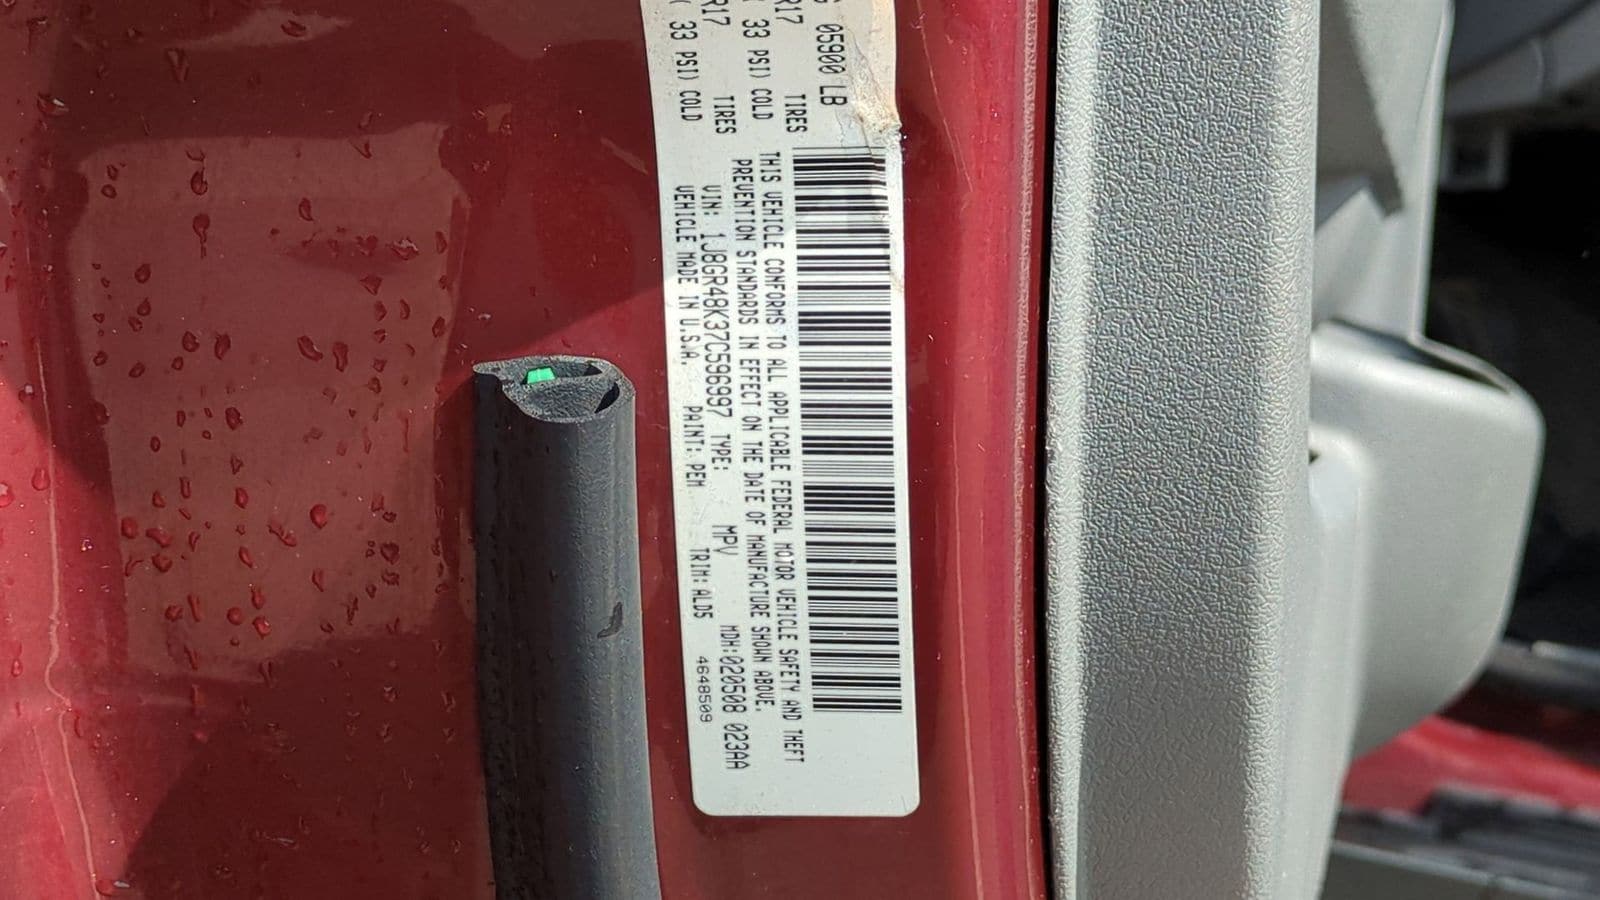 05900 LB
R17 TIRES
33 PSI) COLD
R17 TIRES
( 33 PSI) COLD
THIS VEHICLE CONFORMS TO ALL APPLICABLE FEDERAL MOTOR VEHICLE SAFETY AND THEFT
PREVENTION STANDARDS IN EFFECT ON THE DATE OF MANUFACTURE SHOWN ABOVE.
VIN: 1J8GR48K37C596997 TYPE: MPV MDH:020508 023AA
VEHICLE MADE IN U.S.A. PAINT: PEH TRIM: ALD5 4648509